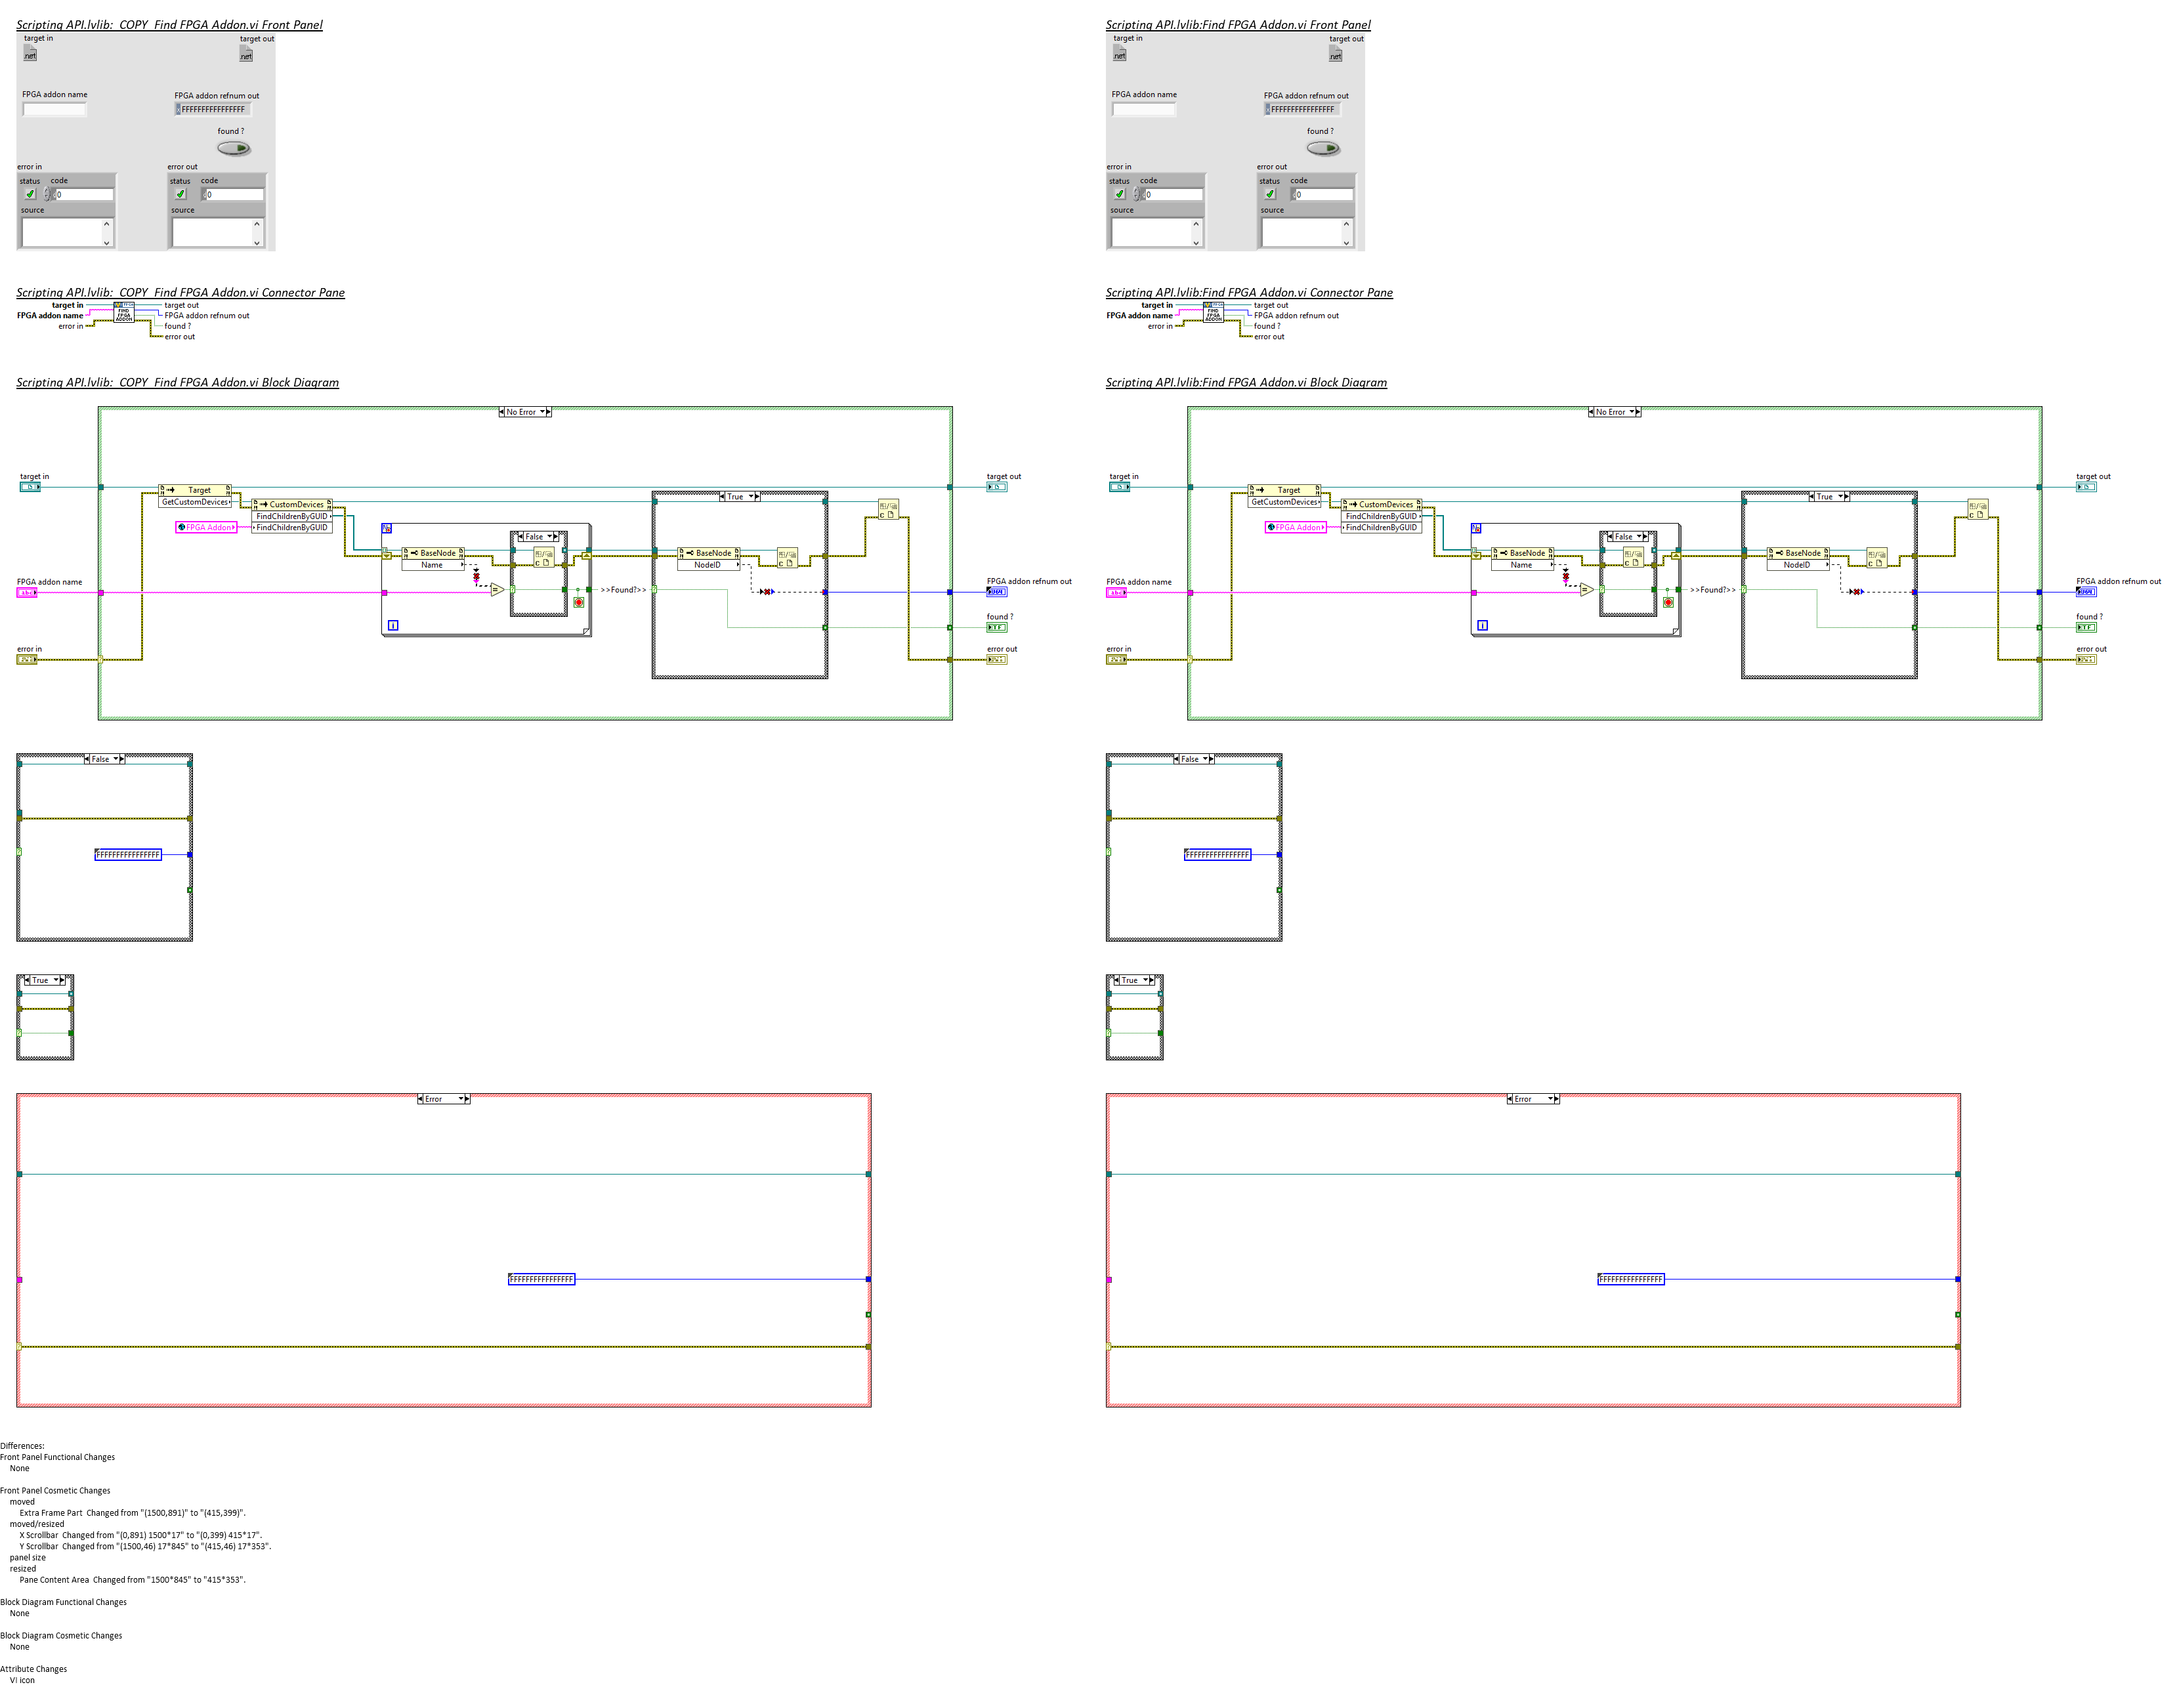 Scripting API.lvlib:  COPY  Find FPGA Addon.vi Front Panel
target in
target out
FPGA addon name
FPGA addon refnum out
FFFFFFFFFFFFFFFF
found ?
error in
error out
status code
0
status code
0
source
source
Scripting API.lvlib:  COPY  Find FPGA Addon.vi Connector Pane
target in
target out
FPGA addon name
FPGA addon refnum out
found ?
error in
error out
FIND FPGA ADDON
Scripting API.lvlib:  COPY  Find FPGA Addon.vi Block Diagram
No Error
target in
target out
Target
GetCustomDevices
CustomDevices
FindChildrenByGUID
FPGA Addon
FindChildrenByGUID
True
False
BaseNode
Name
BaseNode
NodeID
FPGA addon name
abc
>>Found?>>
FPGA addon refnum out
found ?
TF
i
error in
error out
False
FFFFFFFFFFFFFFFF
True
Error
FFFFFFFFFFFFFFFF
Scripting API.lvlib:Find FPGA Addon.vi Front Panel
target in
target out
FPGA addon name
FPGA addon refnum out
FFFFFFFFFFFFFFFF
found ?
error in
error out
status code
0
status code
0
source
source
Scripting API.lvlib:Find FPGA Addon.vi Connector Pane
target in
target out
FPGA addon name
FPGA addon refnum out
found ?
error in
error out
FIND FPGA ADDON
Scripting API.lvlib:Find FPGA Addon.vi Block Diagram
No Error
target in
target out
Target
GetCustomDevices
CustomDevices
FindChildrenByGUID
FPGA Addon
FindChildrenByGUID
True
False
BaseNode
Name
BaseNode
NodeID
FPGA addon name
abc
>>Found?>>
FPGA addon refnum out
found ?
TF
i
error in
error out
False
FFFFFFFFFFFFFFFF
True
Error
FFFFFFFFFFFFFFFF
Differences:
Front Panel Functional Changes
None
Front Panel Cosmetic Changes
moved
Extra Frame Part  Changed from "(1500,891)" to "(415,399)".
moved/resized
X Scrollbar  Changed from "(0,891) 1500*17" to "(0,399) 415*17".
Y Scrollbar  Changed from "(1500,46) 17*845" to "(415,46) 17*353".
panel size
resized
Pane Content Area  Changed from "1500*845" to "415*353".
Block Diagram Functional Changes
None
Block Diagram Cosmetic Changes
None
Attribute Changes
VI icon